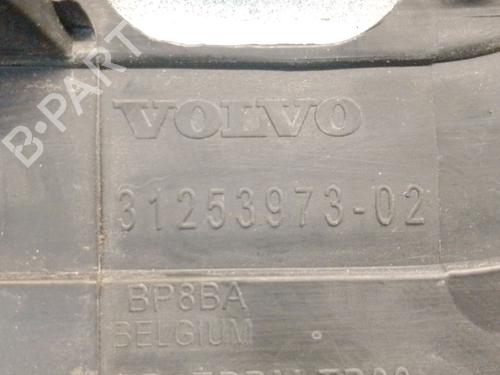 B-PART
VOLVO
31253973-02
BP8BA
BELGIUM